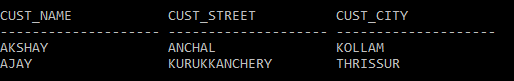 CUST_NAME            CUST_STREET          CUST_CITY
-------------------- -------------------- --------------------
AKSHAY               ANCHAL               KOLLAM
AJAY                 KURUKKANCHERY        THRISSUR